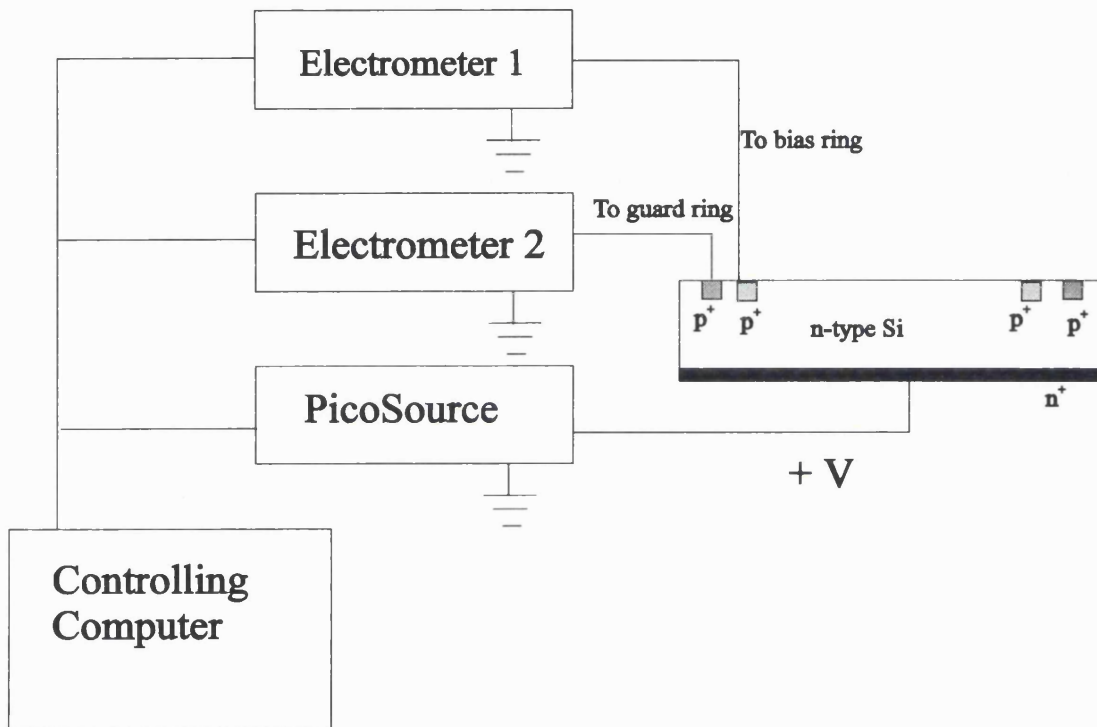 Electrometer 1
To bias ring
To guard ring
Electrometer 2
p⁺
p⁺
n-type Si
p⁺
p⁺
PicoSource
n⁺
+ V
Controlling
Computer